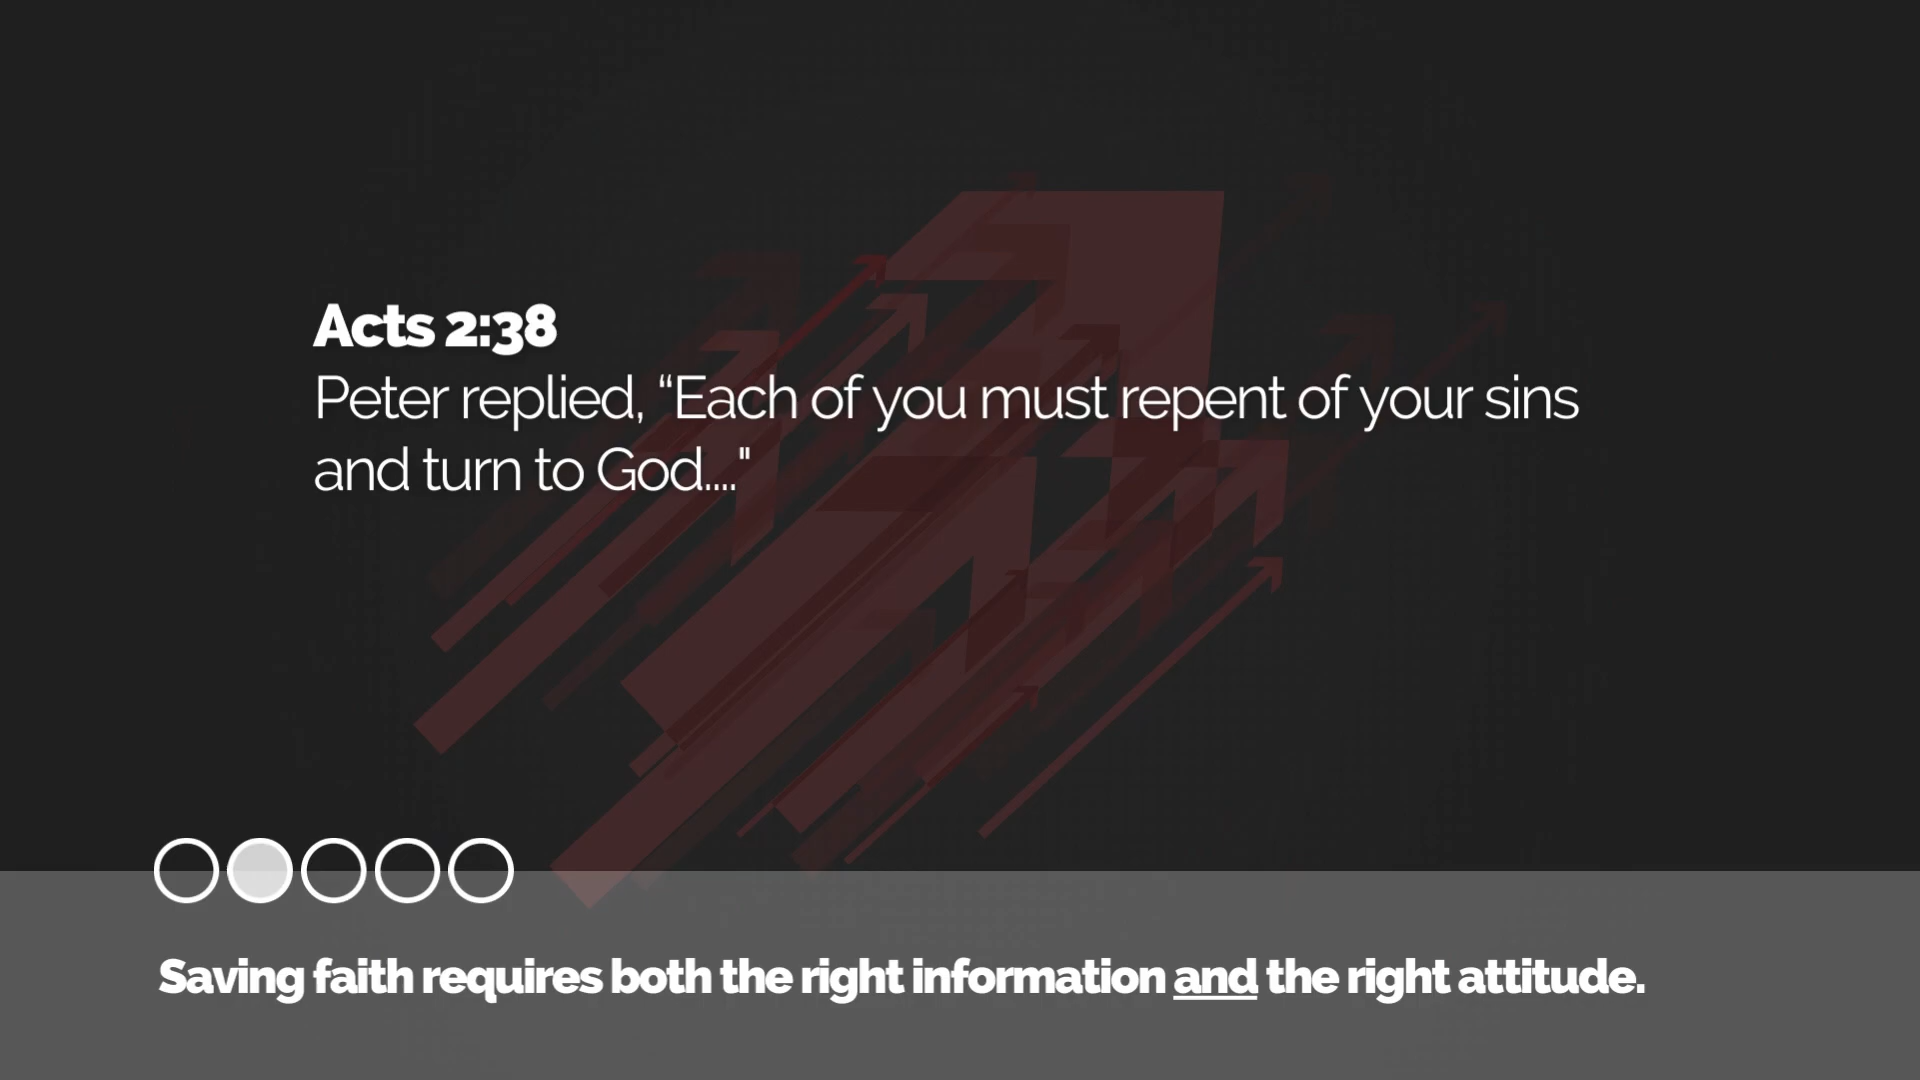 Acts 2:38
Peter replied, “Each of you must repent of your sins
and turn to God...."
Saving faith requires both the right information and the right attitude.